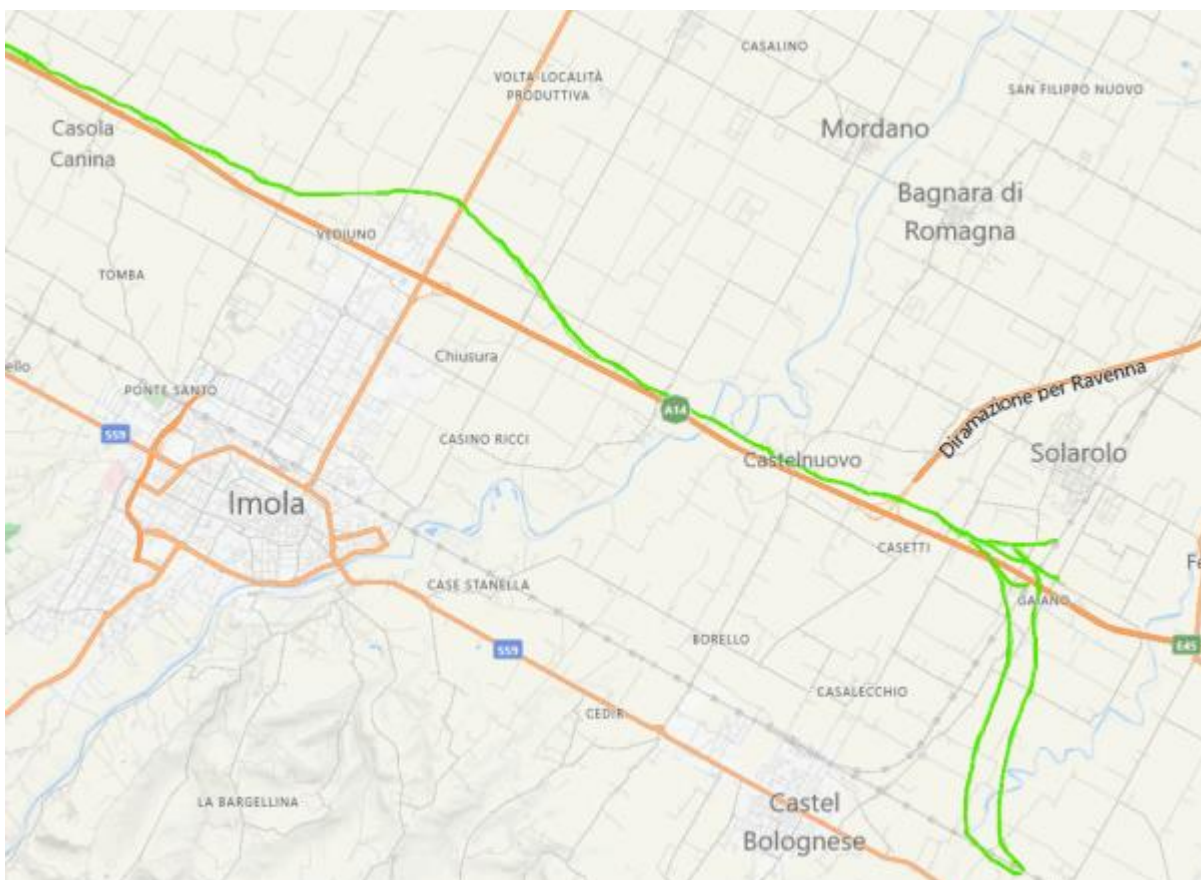 CASALINO
VOLTA-LOCALITÀ
PRODUTTIVA
SAN FILIPPO NUOVO
Casola
Canina
Mordano
Bagnara di
Romagna
VEDIUNO
TOMBA
Chiusura
ello
PONTE SANTO
A14
Diramazione per Ravenna
SS9
CASINO RICCI
Castelnuovo
Solarolo
Imola
CASETTI
Fe
CASE STANELLA
GAIANO
BORELLO
E45
SS9
CASALECCHIO
CEDIR
LA BARGELLINA
Castel
Bolognese